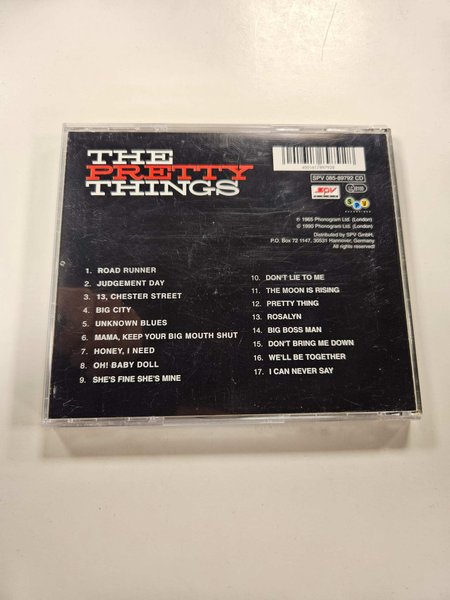 THE
PRETTY
THINGS
SPV 085-89792 CD
SPV
SPV
℗ 1965 Phonogram Ltd. (London)
© 1990 Phonogram Ltd. (London)
Distributed by SPV GmbH,
P.O. Box 72 1147, 30531 Hannover, Germany
All rights reserved!
1. ROAD RUNNER
2. JUDGEMENT DAY
3. 13, CHESTER STREET
4. BIG CITY
5. UNKNOWN BLUES
6. MAMA, KEEP YOUR BIG MOUTH SHUT
7. HONEY, I NEED
8. OH! BABY DOLL
9. SHE'S FINE SHE'S MINE
10. DON'T LIE TO ME
11. THE MOON IS RISING
12. PRETTY THING
13. ROSALYN
14. BIG BOSS MAN
15. DON'T BRING ME DOWN
16. WE'LL BE TOGETHER
17. I CAN NEVER SAY